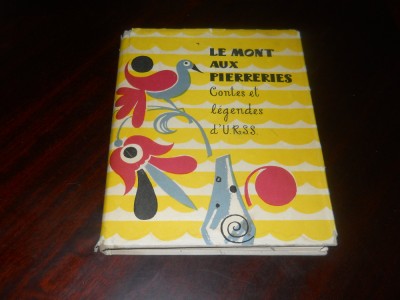 LE MONT
AUX
PIERRERIES
Contes et
légendes
d'U.R.S.S.